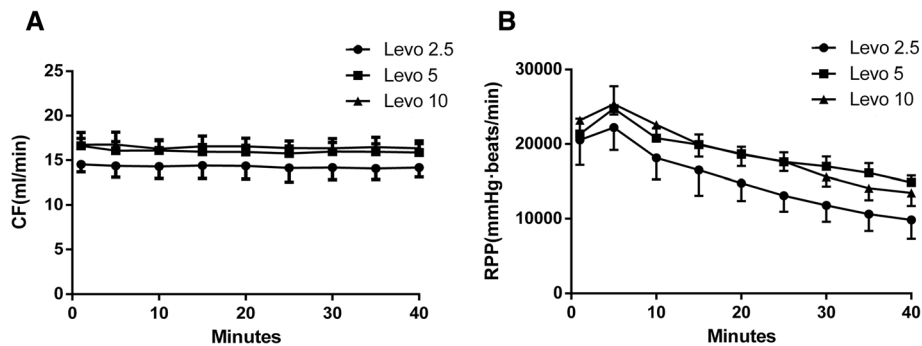 A
Levo 2.5
Levo 5
Levo 10
CF(ml/min)
25
20
15
10
5
0
0 10 20 30 40
Minutes
B
Levo 2.5
Levo 5
Levo 10
RPP(mmHg·beats/min)
30000
20000
10000
0
0 10 20 30 40
Minutes